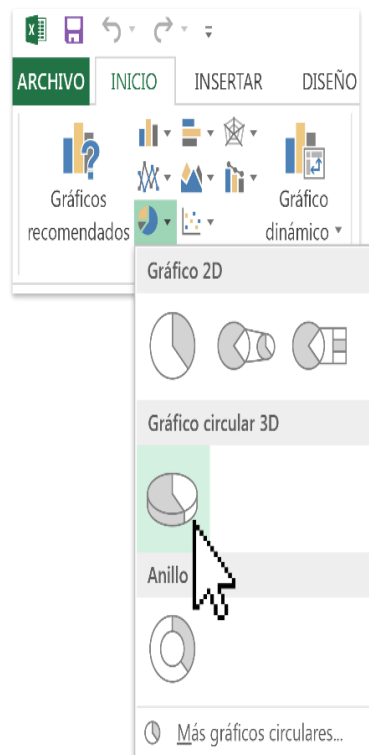 ARCHIVO INICIO INSERTAR DISEÑO
Gráficos
recomendados
Gráfico
dinámico
Gráfico 2D
Gráfico circular 3D
Anillo
Más gráficos circulares...